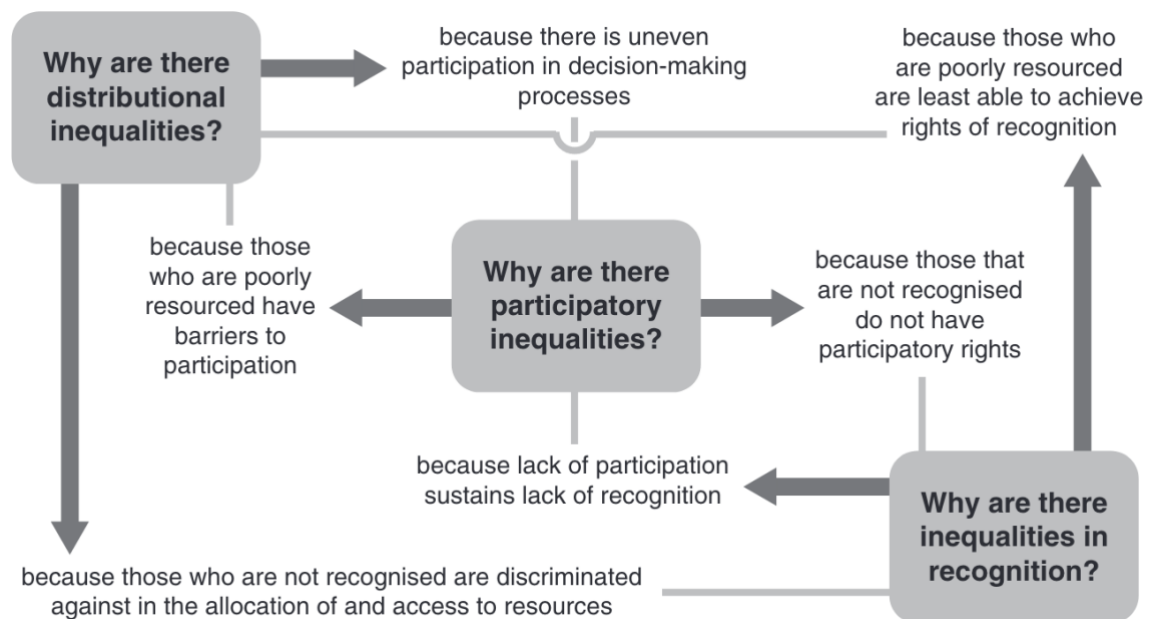 Why are there
distributional
inequalities?
because there is uneven
participation in decision-making
processes
because those who
are poorly resourced
are least able to achieve
rights of recognition
because those
who are poorly
resourced have
barriers to
participation
Why are there
participatory
inequalities?
because those that
are not recognised
do not have
participatory rights
because lack of participation
sustains lack of recognition
Why are there
inequalities in
recognition?
because those who are not recognised are discriminated
against in the allocation of and access to resources